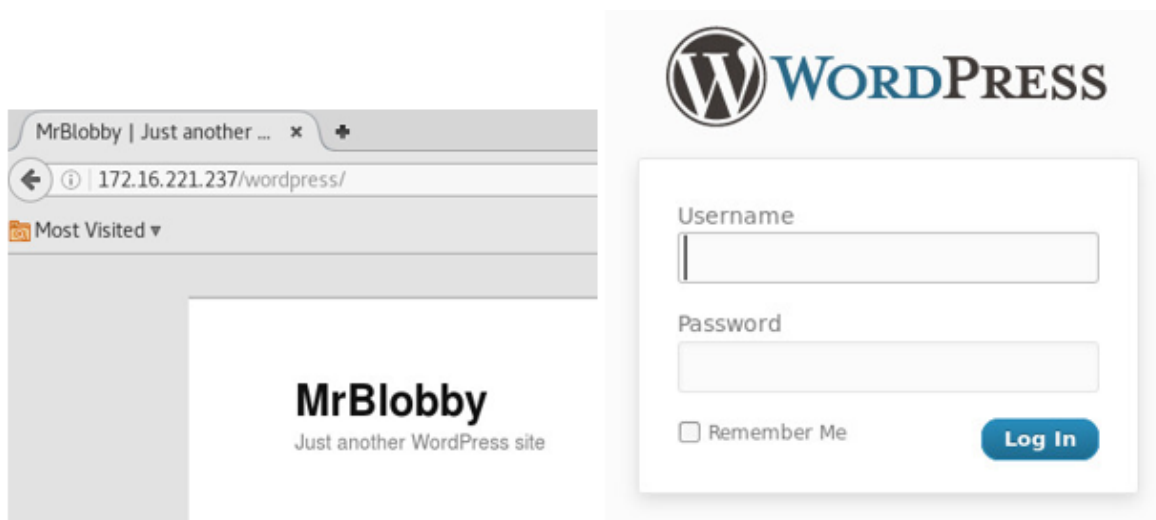 MrBlobby | Just another ...
172.16.221.237/wordpress/
Most Visited
MrBlobby
Just another WordPress site
WORDPRESS
Username
Password
Remember Me
Log In